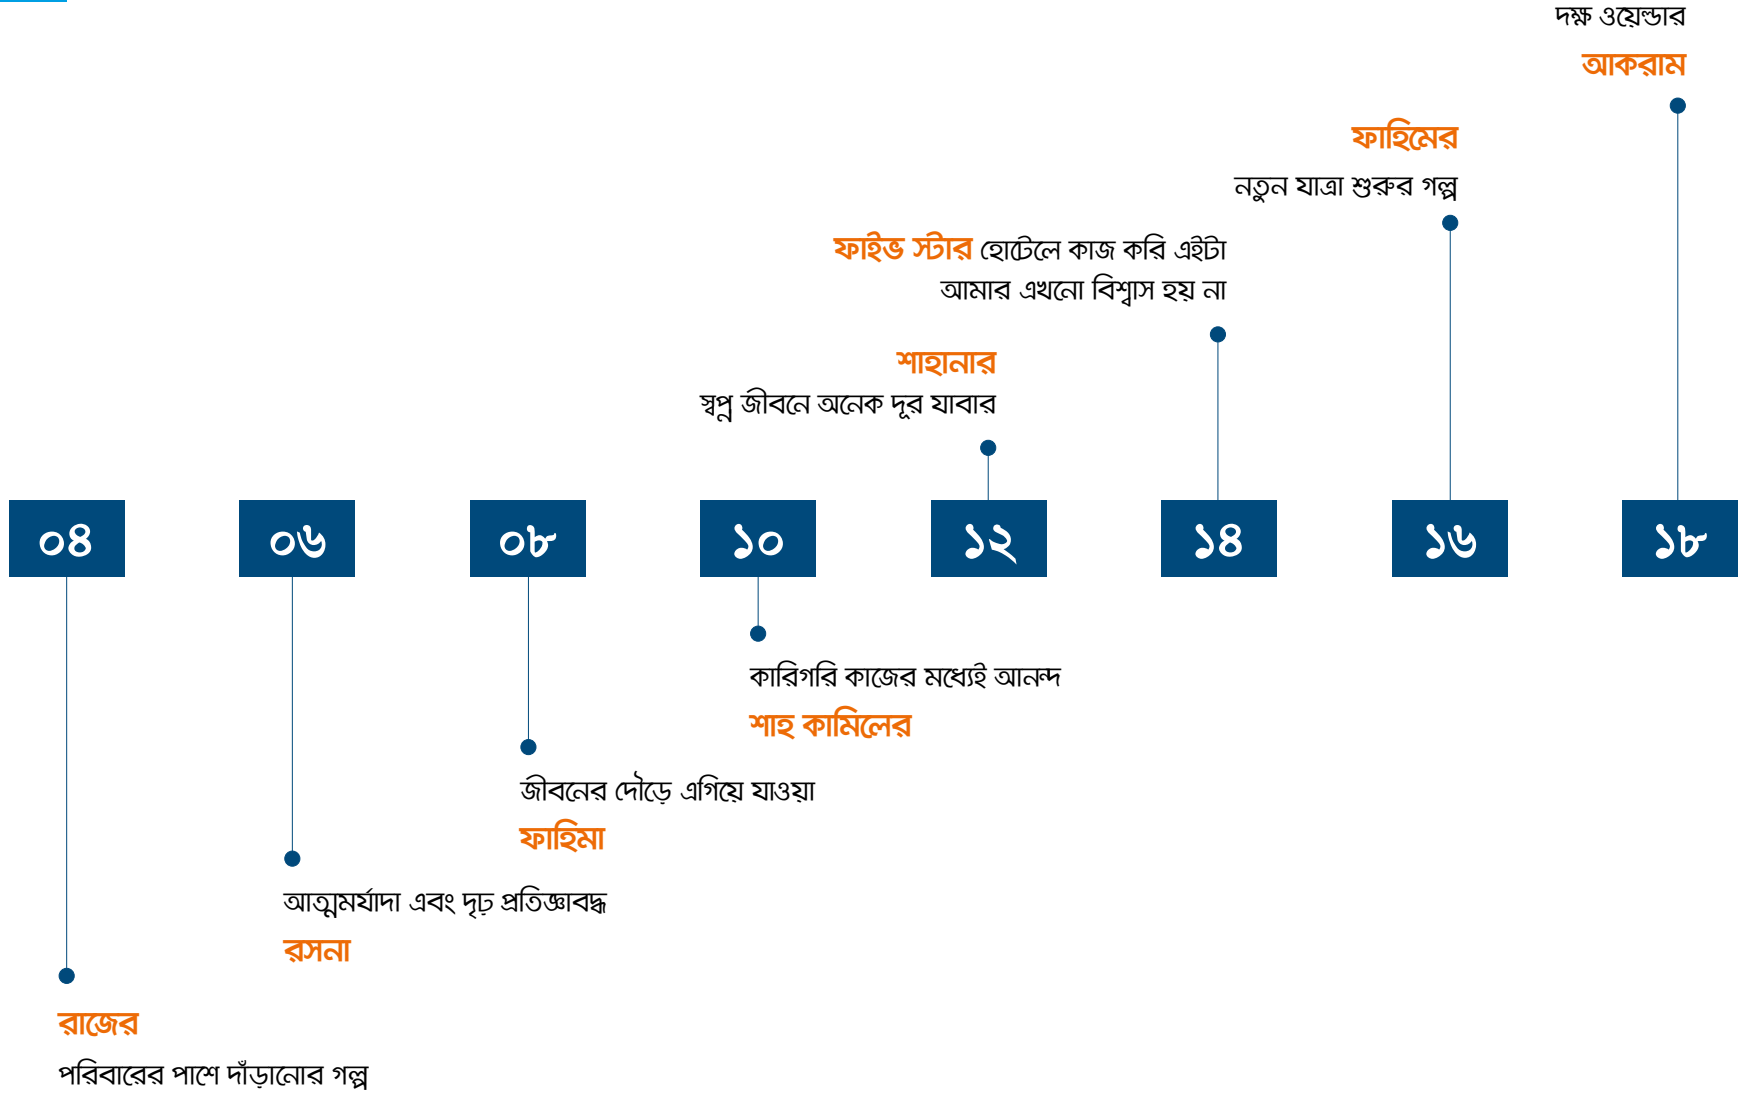 দক্ষ ওয়েল্ডার
আকরাম
ফাহিমের
নতুন যাত্রা শুরুর গল্প
ফাইভ স্টার হোটেলে কাজ করি এইটা
আমার এখনো বিশ্বাস হয় না
শাহানার
স্বপ্ন জীবনে অনেক দূর যাবার
০৪ ০৬ ০৮ ১০ ১২ ১৪ ১৬ ১৮
কারিগরি কাজের মধ্যেই আনন্দ
শাহ কামিলের
জীবনের দৌড়ে এগিয়ে যাওয়া
ফাহিমা
আত্মমর্যাদা এবং দৃঢ় প্রতিজ্ঞাবদ্ধ
রসনা
রাজের
পরিবারের পাশে দাঁড়ানোর গল্প